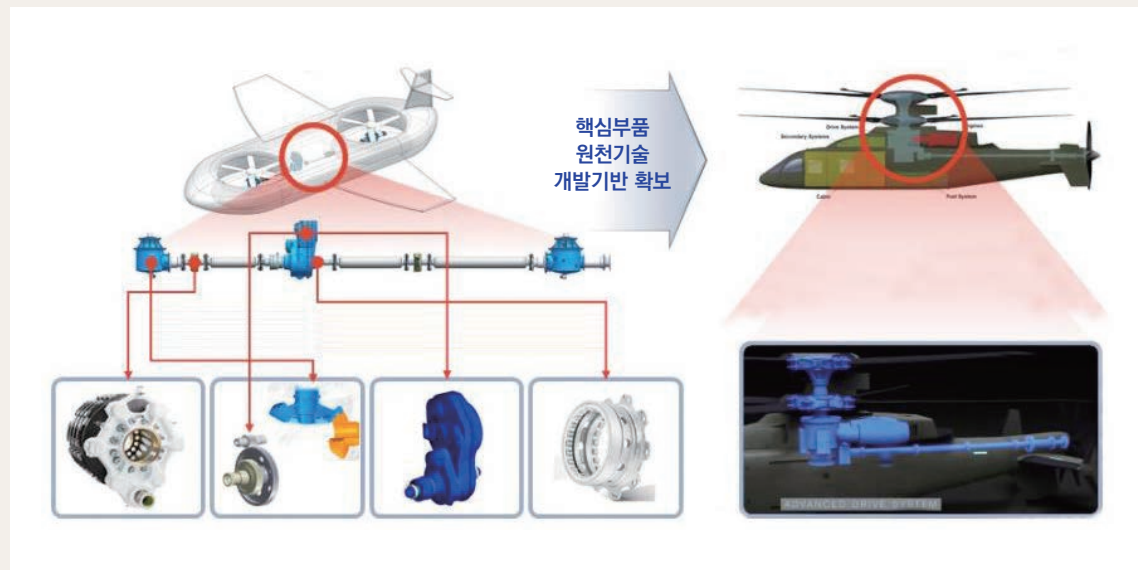 핵심부품
원천기술
개발기반 확보
Drive System
Secondary Systems
Cabin
Fuel System
ADVANCED DRIVE SYSTEM